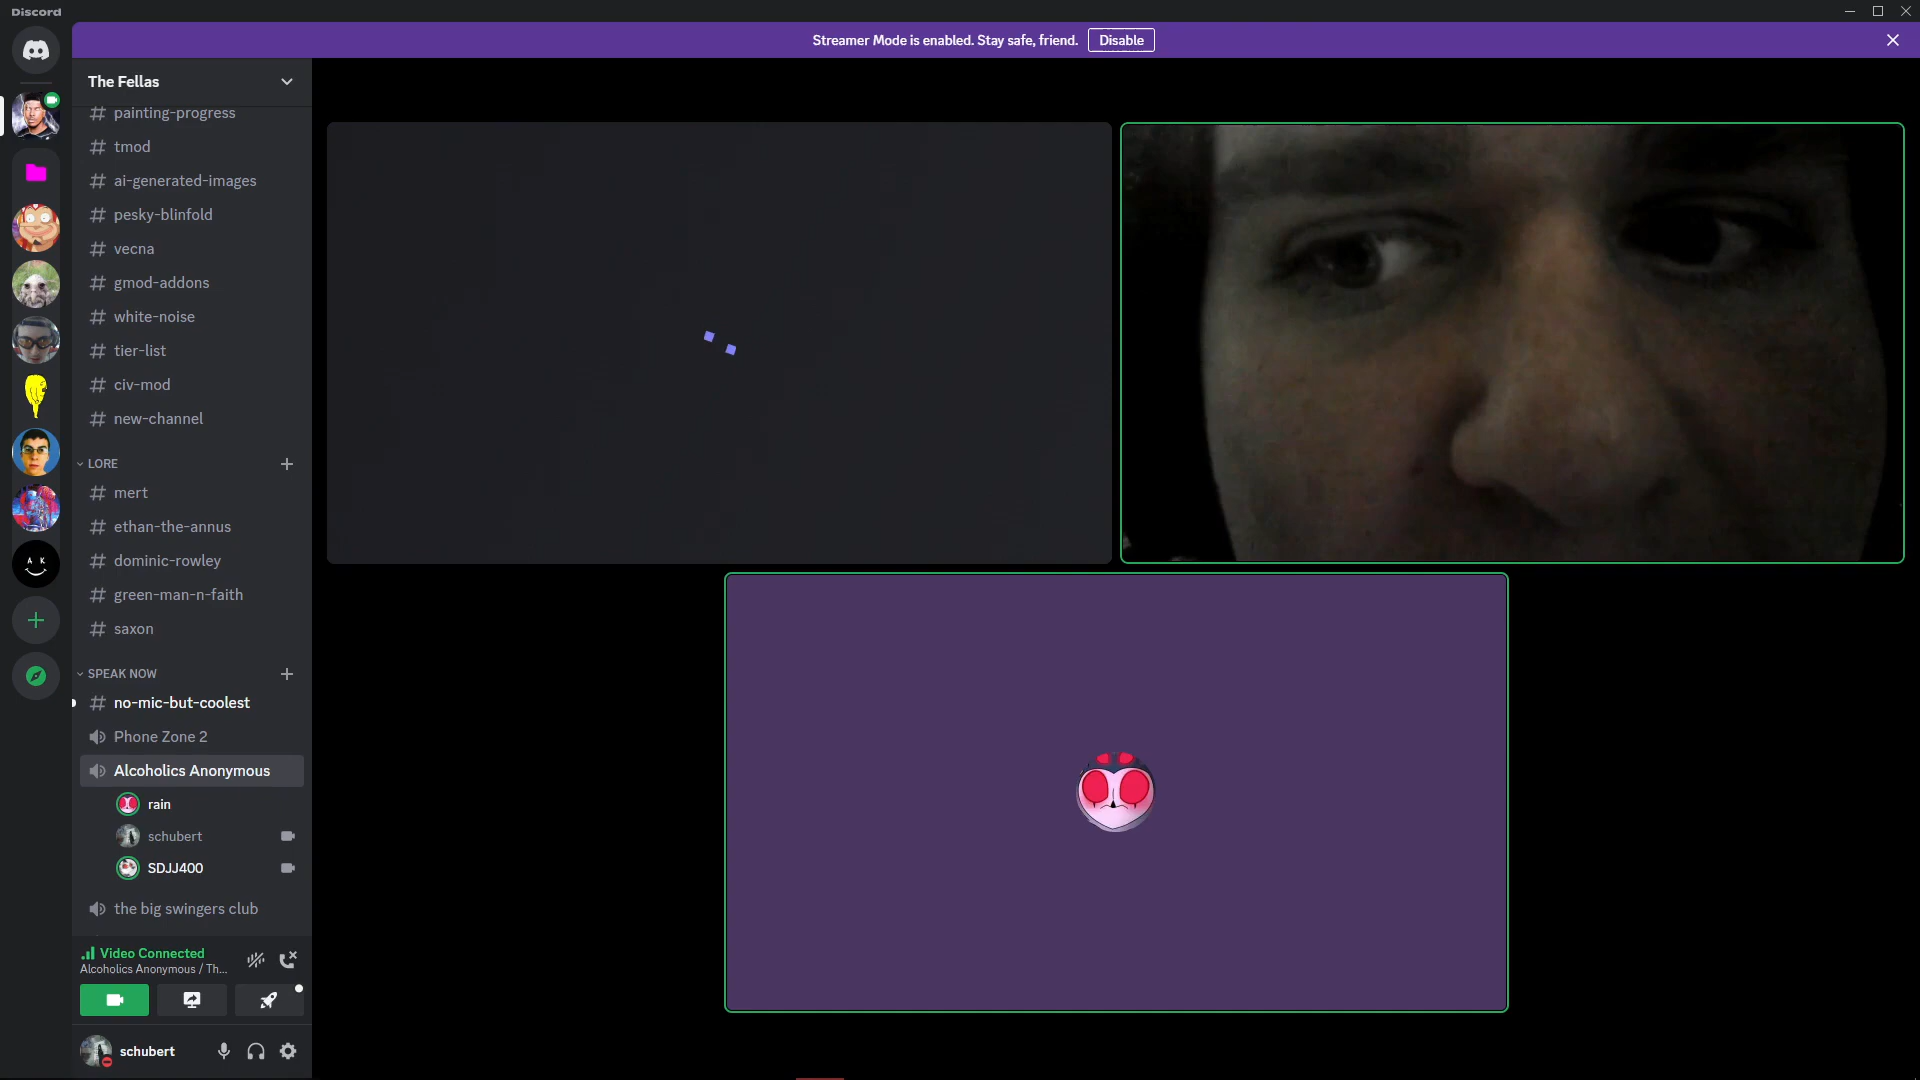 Discord
Streamer Mode is enabled. Stay safe, friend. Disable
The Fellas
painting-progress
tmod
ai-generated-images
pesky-blinfold
vecna
gmod-addons
white-noise
tier-list
civ-mod
new-channel
LORE
mert
ethan-the-annus
dominic-rowley
green-man-n-faith
saxon
SPEAK NOW
no-mic-but-coolest
Phone Zone 2
Alcoholics Anonymous
rain
schubert
SDJJ400
the big swingers club
Video Connected
Alcoholics Anonymous / Th...
schubert
A K